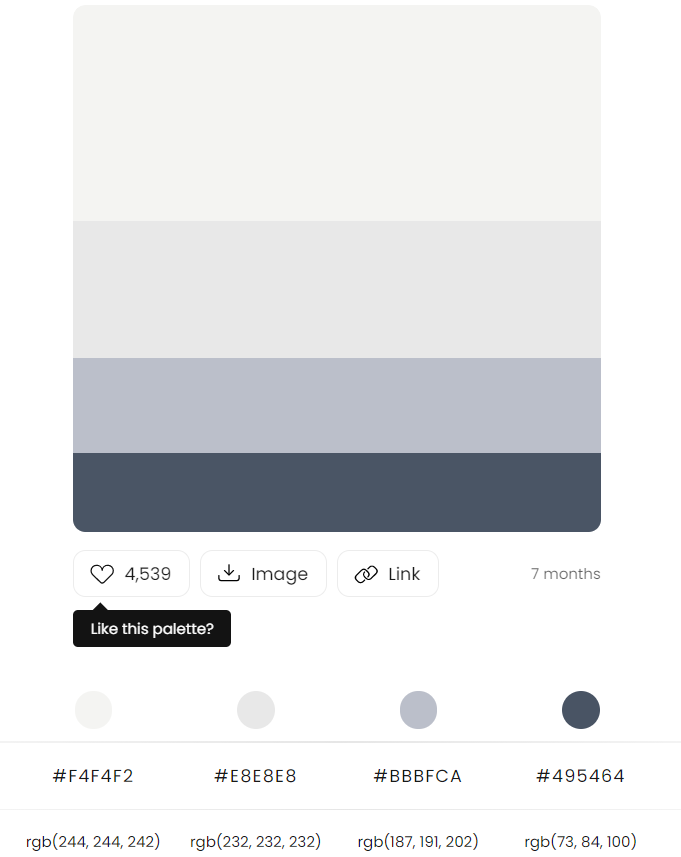 4,539 Image Link 7 months
Like this palette?
#F4F4F2 #E8E8E8 #BBBFCA #495464
rgb(244, 244, 242) rgb(232, 232, 232) rgb(187, 191, 202) rgb(73, 84, 100)